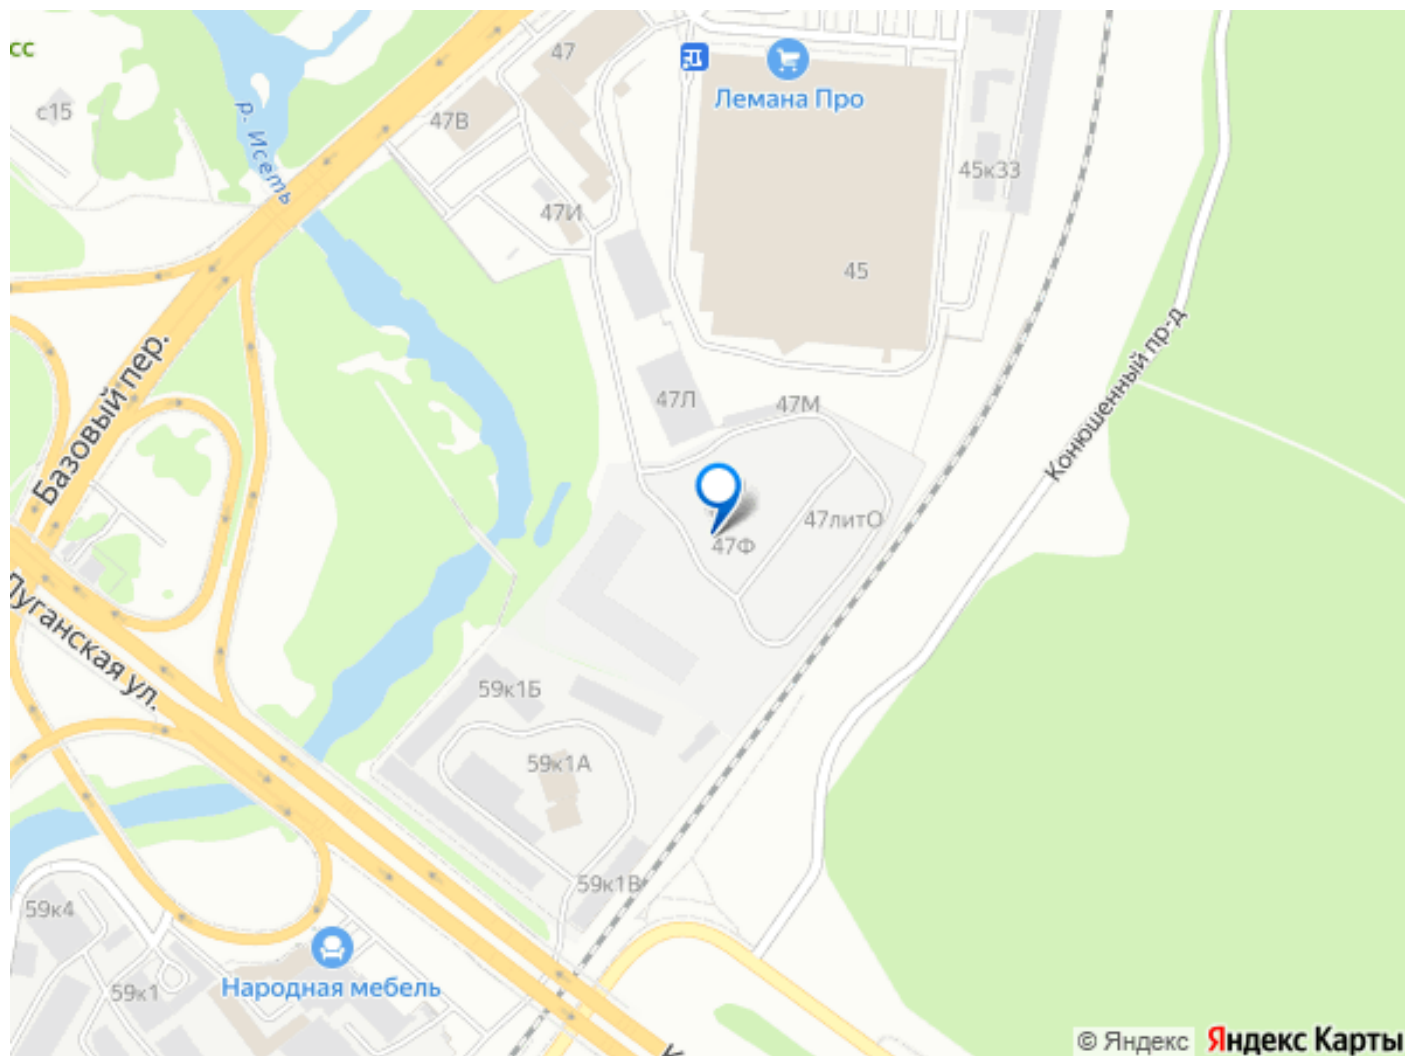 сс
47
Лемана Про
с15
47В
р. Исеть
45к33
47И
45
Базовый пер.
Конюшенный пр-д
47Л
47М
47литО
47Ф
Луганская ул.
59к1Б
59к1А
59к1В
59к4
Народная мебель
59к1
© Яндекс
Яндекс Карты